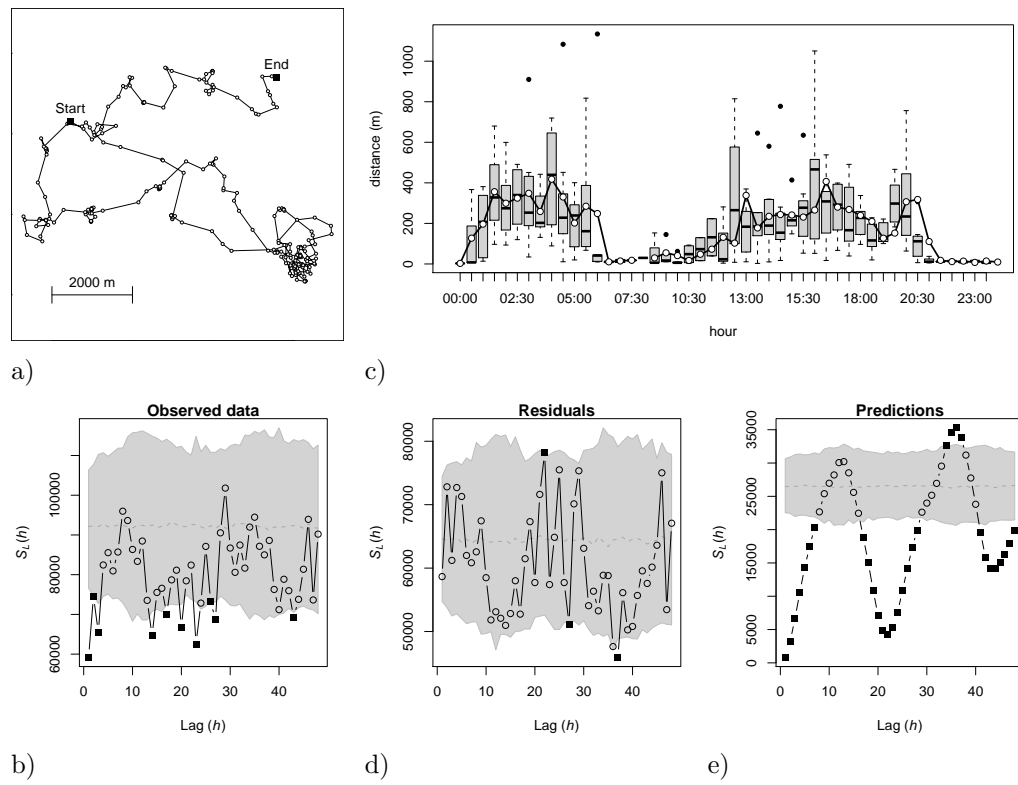 Start
End
2000 m
a)
distance (m)
0
200
400
600
800
1000
00:00 02:30 05:00 07:30 10:30 13:00 15:30 18:00 20:30 23:00
hour
c)
Observed data
S_L(h)
60000
80000
100000
0 10 20 30 40
Lag (h)
b)
Residuals
S_L(h)
50000
60000
70000
80000
0 10 20 30 40
Lag (h)
d)
Predictions
S_L(h)
0
5000
15000
25000
35000
0 10 20 30 40
Lag (h)
e)